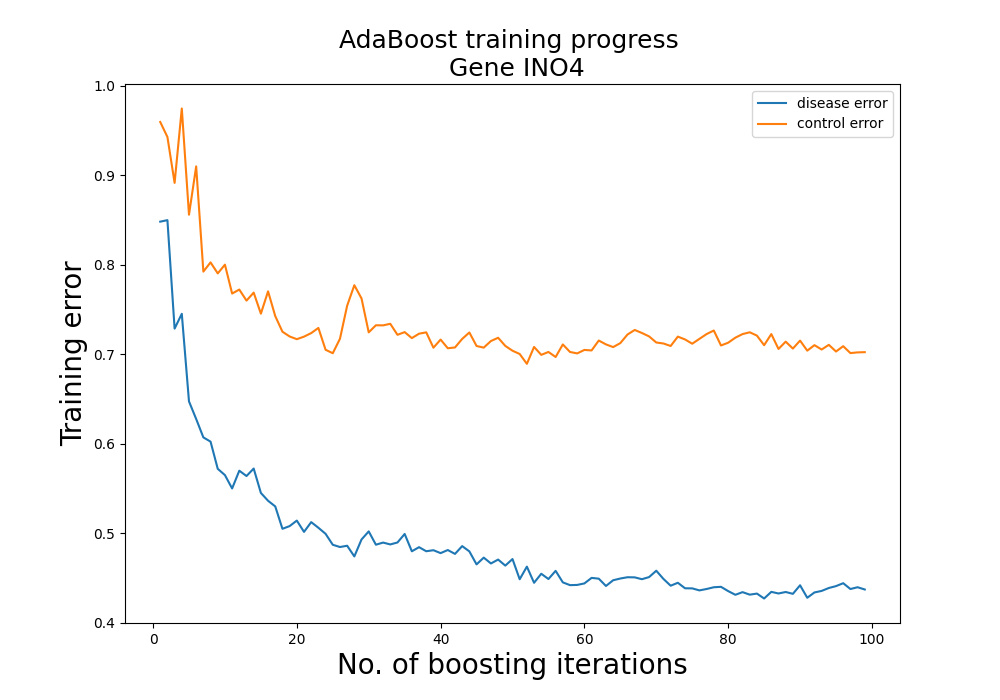 AdaBoost training progress
Gene INO4
disease error
control error
Training error
1.0
0.9
0.8
0.7
0.6
0.5
0.4
0
20
40
60
80
100
No. of boosting iterations